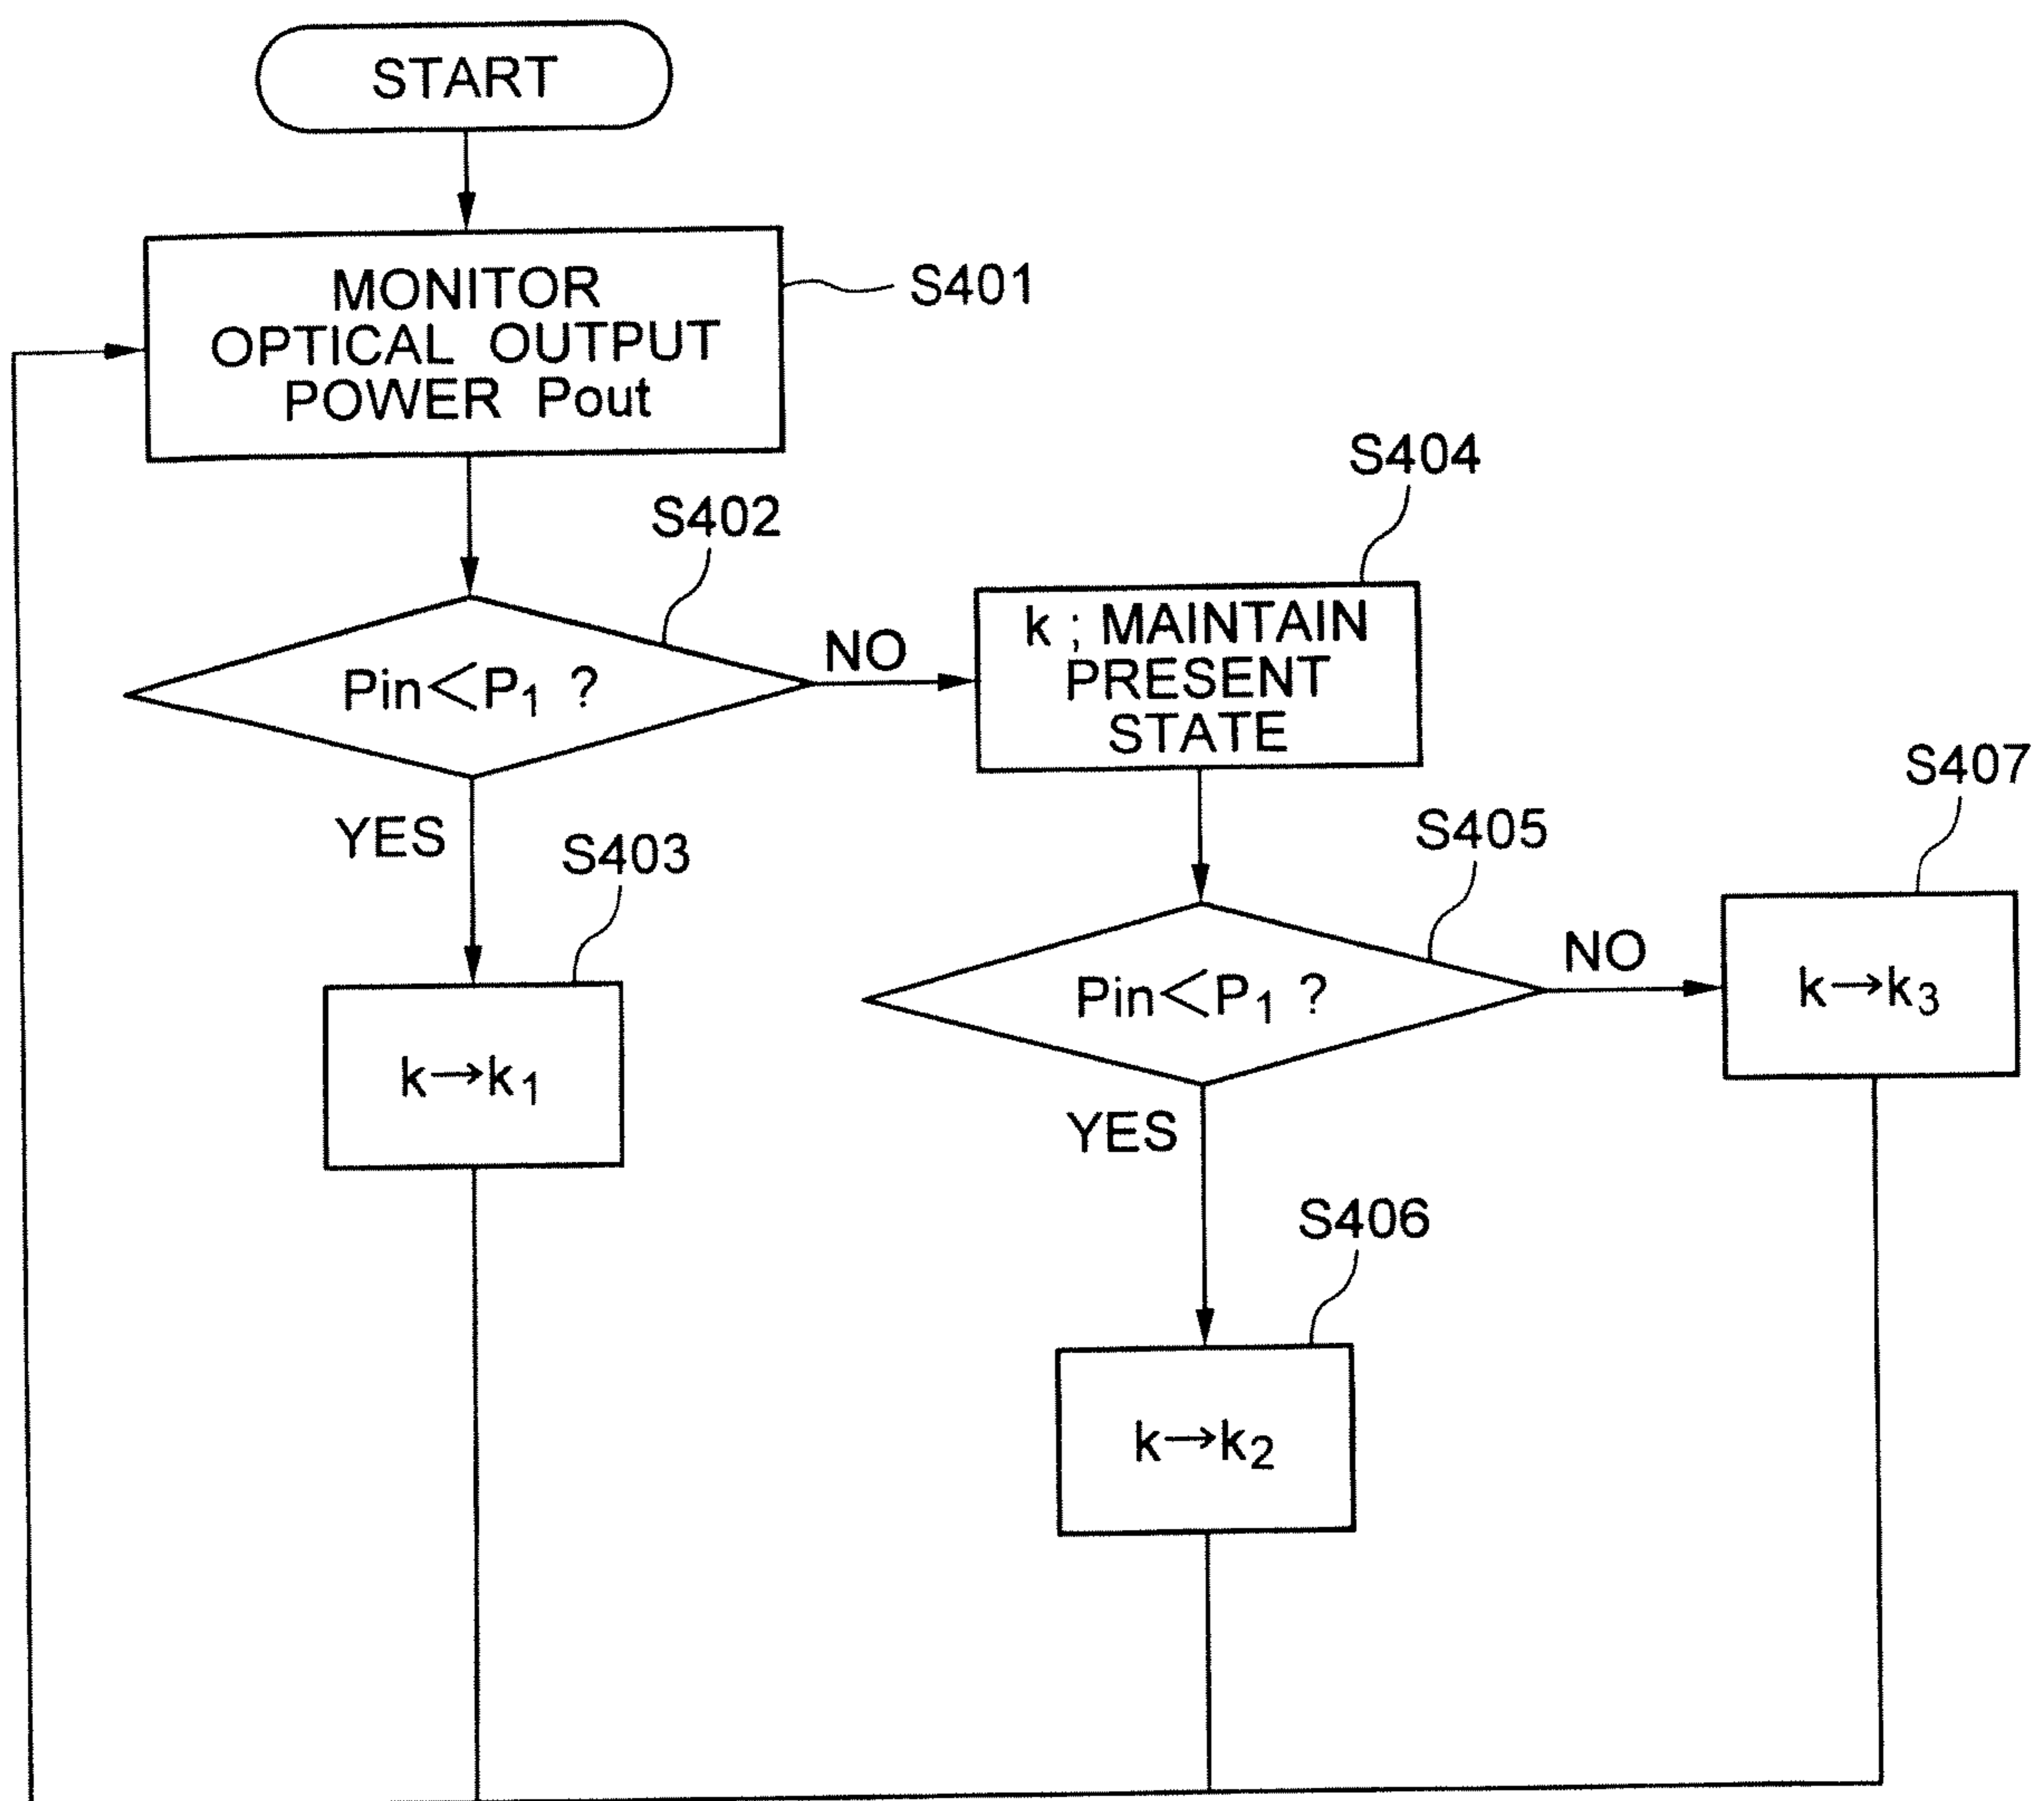 START
MONITOR
OPTICAL OUTPUT
POWER Pout
S401
S402
Pin<P₁ ?
NO
YES
S403
k→k₁
S404
k ; MAINTAIN
PRESENT
STATE
S405
Pin<P₁ ?
NO
YES
S406
k→k₂
S407
k→k₃